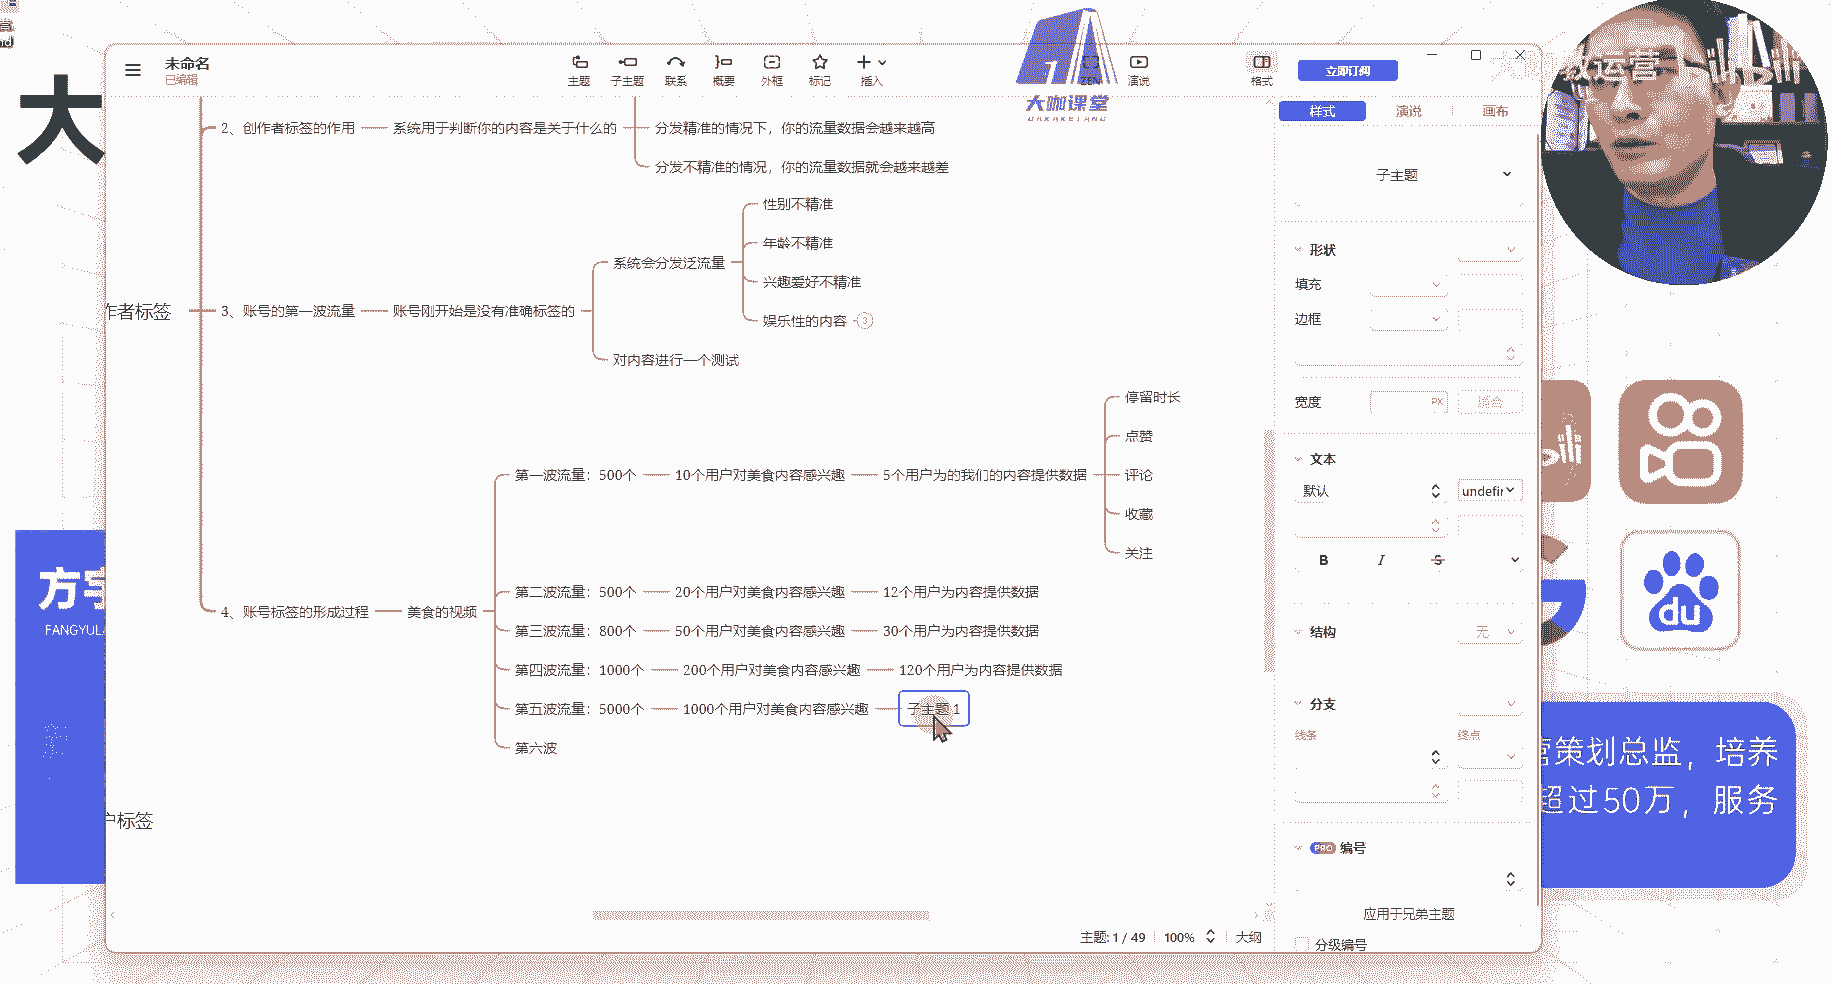 大
未命名
已编辑
主题
子主题
联系
概要
外框
标记
插入
ZEN
演说
格式
立即订阅
大咖课堂
DAKAKETANG
教运营
样式
演说
画布
2、创作者标签的作用
系统用于判断你的内容是关于什么的
分发精准的情况下，你的流量数据会越来越高
分发不精准的情况，你的流量数据就会越来越差
作者标签
3、账号的第一波流量
账号刚开始是没有准确标签的
系统会分发泛流量
性别不精准
年龄不精准
兴趣爱好不精准
娱乐性的内容
3
对内容进行一个测试
4、账号标签的形成过程
美食的视频
第一波流量：500个
10个用户对美食内容感兴趣
5个用户为的我们的内容提供数据
停留时长
点赞
评论
收藏
关注
第二波流量：500个
20个用户对美食内容感兴趣
12个用户为内容提供数据
第三波流量：800个
50个用户对美食内容感兴趣
30个用户为内容提供数据
第四波流量：1000个
200个用户对美食内容感兴趣
120个用户为内容提供数据
第五波流量：5000个
1000个用户对美食内容感兴趣
子主题 1
第六波
户标签
子主题
形状
填充
边框
宽度
PX
适合
文本
默认
undefir
B
I
S
结构
无
分支
线条
终点
PRO 编号
应用于兄弟主题
分级编号
主题: 1 / 49
100%
大纲
方宇
FANGYUL
du
营策划总监，培养
超过50万，服务